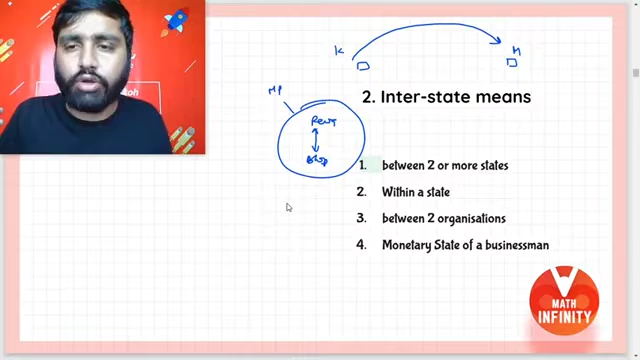 K
M
MP
2. Inter-state means
1. between 2 or more states
2. Within a state
3. between 2 organisations
4. Monetary State of a businessman
MATH
INFINITY